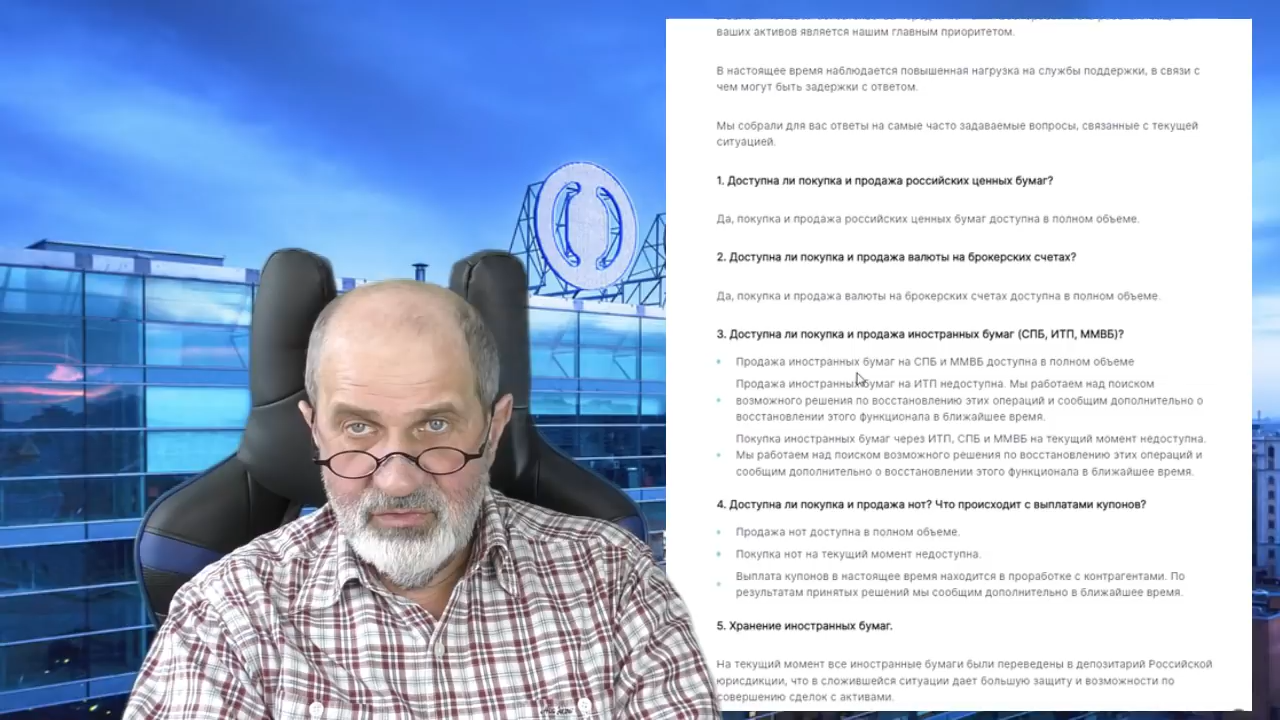 ваших активов является нашим главным приоритетом.
В настоящее время наблюдается повышенная нагрузка на службы поддержки, в связи с
чем могут быть задержки с ответом.
Мы собрали для вас ответы на самые часто задаваемые вопросы, связанные с текущей
ситуацией.
1. Доступна ли покупка и продажа российских ценных бумаг?
Да, покупка и продажа российских ценных бумаг доступна в полном объеме.
2. Доступна ли покупка и продажа валюты на брокерских счетах?
Да, покупка и продажа валюты на брокерских счетах доступна в полном объеме.
3. Доступна ли покупка и продажа иностранных бумаг (СПБ, ИТП, ММВБ)?
Продажа иностранных бумаг на СПБ и ММВБ доступна в полном объеме
Продажа иностранных бумаг на ИТП недоступна. Мы работаем над поиском
возможного решения по восстановлению этих операций и сообщим дополнительно о
восстановлении этого функционала в ближайшее время.
Покупка иностранных бумаг через ИТП, СПБ и ММВБ на текущий момент недоступна.
Мы работаем над поиском возможного решения по восстановлению этих операций и
сообщим дополнительно о восстановлении этого функционала в ближайшее время.
4. Доступна ли покупка и продажа нот? Что происходит с выплатами купонов?
Продажа нот доступна в полном объеме.
Покупка нот на текущий момент недоступна.
Выплата купонов в настоящее время находится в проработке с контрагентами. По
результатам принятых решений мы сообщим дополнительно в ближайшее время.
5. Хранение иностранных бумаг.
На текущий момент все иностранные бумаги были переведены в депозитарий Российской
юрисдикции, что в сложившейся ситуации дает большую защиту и возможности по
совершению сделок с активами.